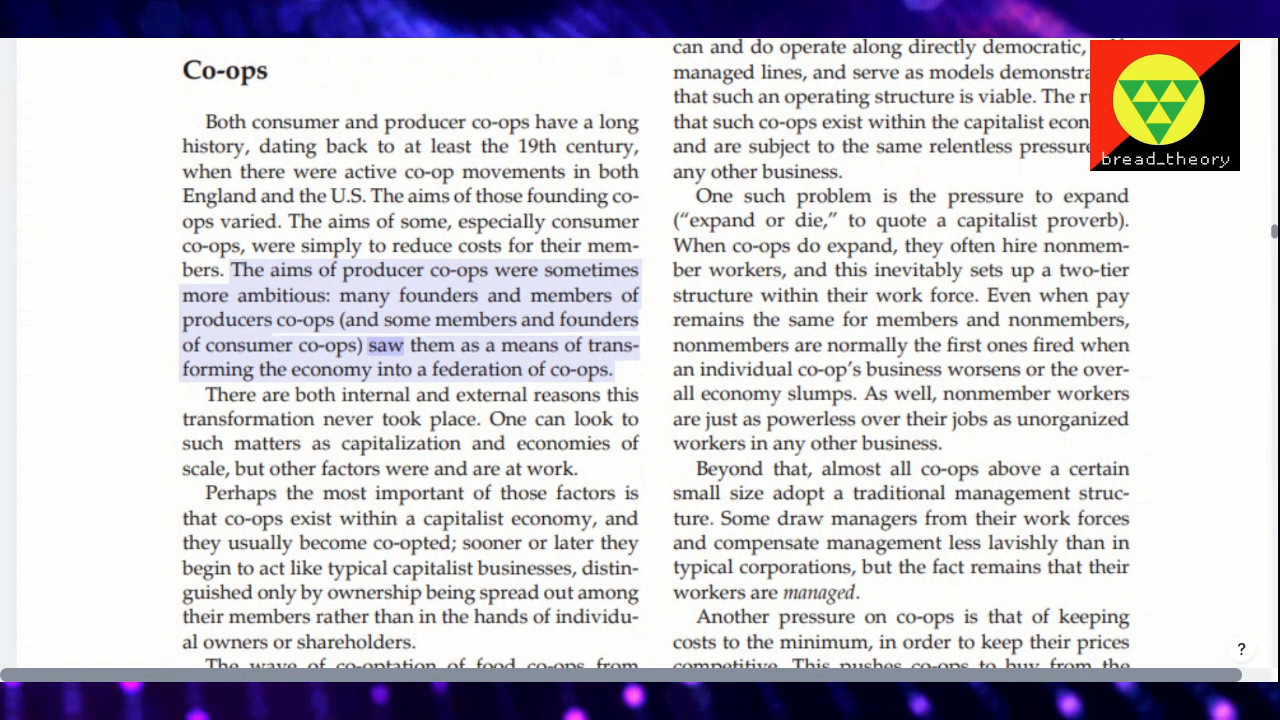 Co-ops
Both consumer and producer co-ops have a long
history, dating back to at least the 19th century,
when there were active co-op movements in both
England and the U.S. The aims of those founding co-
ops varied. The aims of some, especially consumer
co-ops, were simply to reduce costs for their mem-
bers. The aims of producer co-ops were sometimes
more ambitious: many founders and members of
producers co-ops (and some members and founders
of consumer co-ops) saw them as a means of trans-
forming the economy into a federation of co-ops.
There are both internal and external reasons this
transformation never took place. One can look to
such matters as capitalization and economies of
scale, but other factors were and are at work.
Perhaps the most important of those factors is
that co-ops exist within a capitalist economy, and
they usually become co-opted; sooner or later they
begin to act like typical capitalist businesses, distin-
guished only by ownership being spread out among
their members rather than in the hands of individu-
al owners or shareholders.
The wave of co-optation of food co-ops from
can and do operate along directly democratic,
managed lines, and serve as models demonstra
that such an operating structure is viable. The r
that such co-ops exist within the capitalist econ
and are subject to the same relentless pressure
any other business.
One such problem is the pressure to expand
(“expand or die,” to quote a capitalist proverb).
When co-ops do expand, they often hire nonmem-
ber workers, and this inevitably sets up a two-tier
structure within their work force. Even when pay
remains the same for members and nonmembers,
nonmembers are normally the first ones fired when
an individual co-op’s business worsens or the over-
all economy slumps. As well, nonmember workers
are just as powerless over their jobs as unorganized
workers in any other business.
Beyond that, almost all co-ops above a certain
small size adopt a traditional management struc-
ture. Some draw managers from their work forces
and compensate management less lavishly than in
typical corporations, but the fact remains that their
workers are managed.
Another pressure on co-ops is that of keeping
costs to the minimum, in order to keep their prices
competitive. This pushes co-ops to buy from the
bread_theory
?